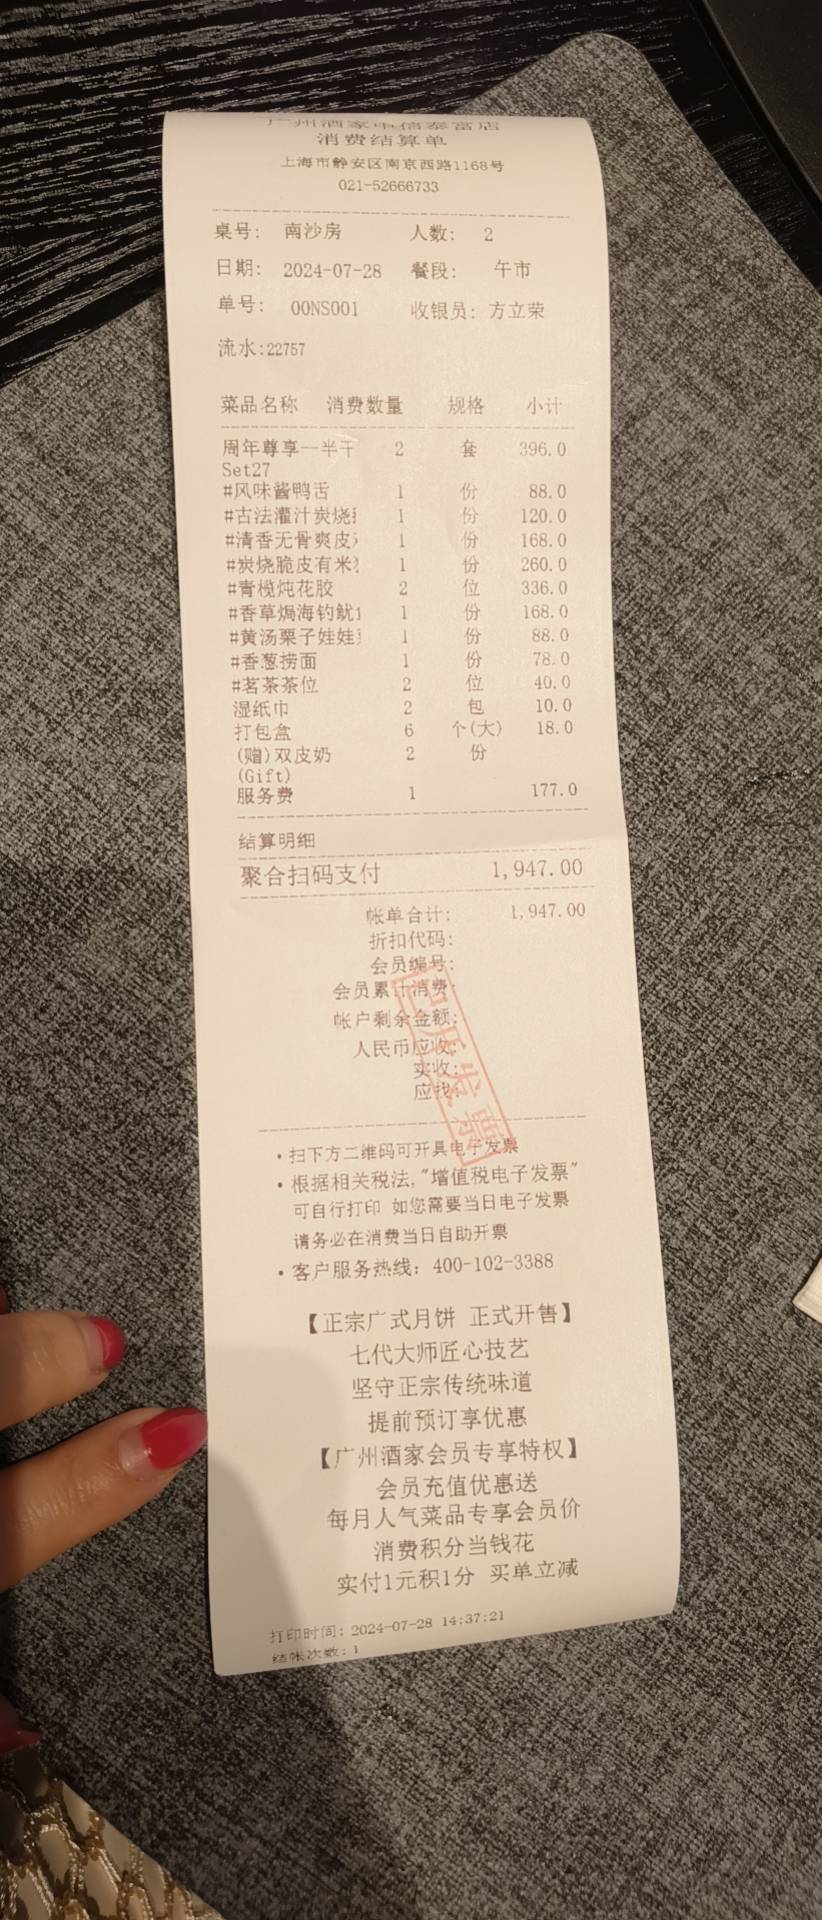 广州酒家中信泰富店
消费结算单
上海市静安区南京西路1168号
021-52666733
桌号: 南沙房 人数: 2
日期: 2024-07-28 餐段: 午市
单号: 00NS001 收银员: 方立荣
流水:22757
菜品名称 消费数量 规格 小计
周年尊享一半干 2 套 396.0
Set27
#风味酱鸭舌 1 份 88.0
#古法灌汁炭烧 1 份 120.0
#清香无骨爽皮 1 份 168.0
#炭烧脆皮有米 1 份 260.0
#青榄炖花胶 2 位 336.0
#香草焗海钓鱿 1 份 168.0
#黄汤栗子娃娃 1 份 88.0
#香葱捞面 1 份 78.0
#茗茶茶位 2 位 40.0
湿纸巾 2 包 10.0
打包盒 6 个(大) 18.0
(赠)双皮奶 2 份
(Gift)
服务费 1 177.0
结算明细
聚合扫码支付 1,947.00
帐单合计: 1,947.00
折扣代码:
会员编号:
会员累计消费:
帐户剩余金额:
人民币应收:
实收:
应找:
已开发票
·扫下方二维码可开具电子发票
·根据相关税法,"增值税电子发票"
可自行打印 如您需要当日电子发票
请务必在消费当日自助开票
·客户服务热线: 400-102-3388
【正宗广式月饼 正式开售】
七代大师匠心技艺
坚守正宗传统味道
提前预订享优惠
【广州酒家会员专享特权】
会员充值优惠送
每月人气菜品专享会员价
消费积分当钱花
实付1元积1分 买单立减
打印时间: 2024-07-28 14:37:21
结帐次数: 1